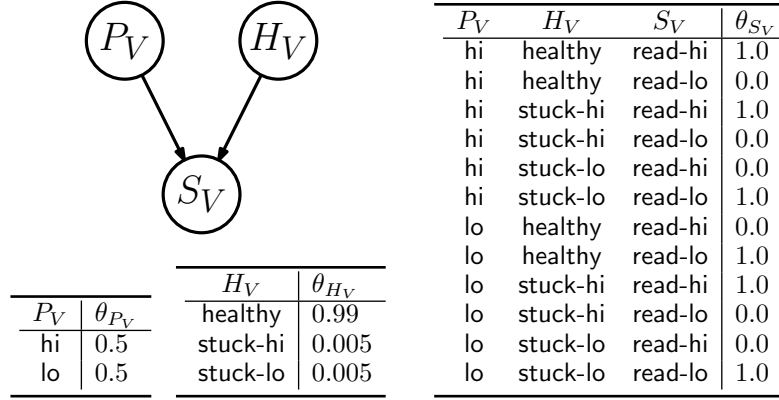 P_V H_V
S_V
P_V θ_{P_V}
hi 0.5
lo 0.5
H_V θ_{H_V}
healthy 0.99
stuck-hi 0.005
stuck-lo 0.005
P_V H_V S_V θ_{S_V}
hi healthy read-hi 1.0
hi healthy read-lo 0.0
hi stuck-hi read-hi 1.0
hi stuck-hi read-lo 0.0
hi stuck-lo read-hi 0.0
hi stuck-lo read-lo 1.0
lo healthy read-hi 0.0
lo healthy read-lo 1.0
lo stuck-hi read-hi 1.0
lo stuck-hi read-lo 0.0
lo stuck-lo read-hi 0.0
lo stuck-lo read-lo 1.0